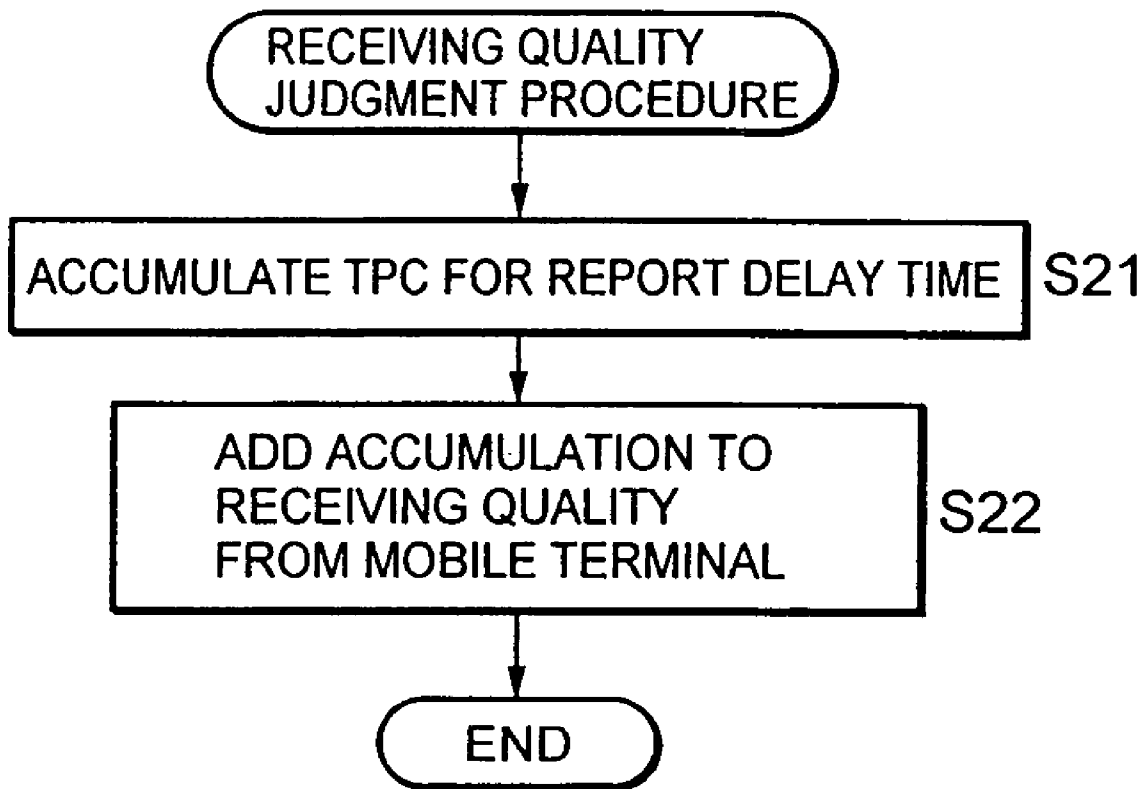 RECEIVING QUALITY
JUDGMENT PROCEDURE
ACCUMULATE TPC FOR REPORT DELAY TIME
S21
ADD ACCUMULATION TO
RECEIVING QUALITY
FROM MOBILE TERMINAL
S22
END